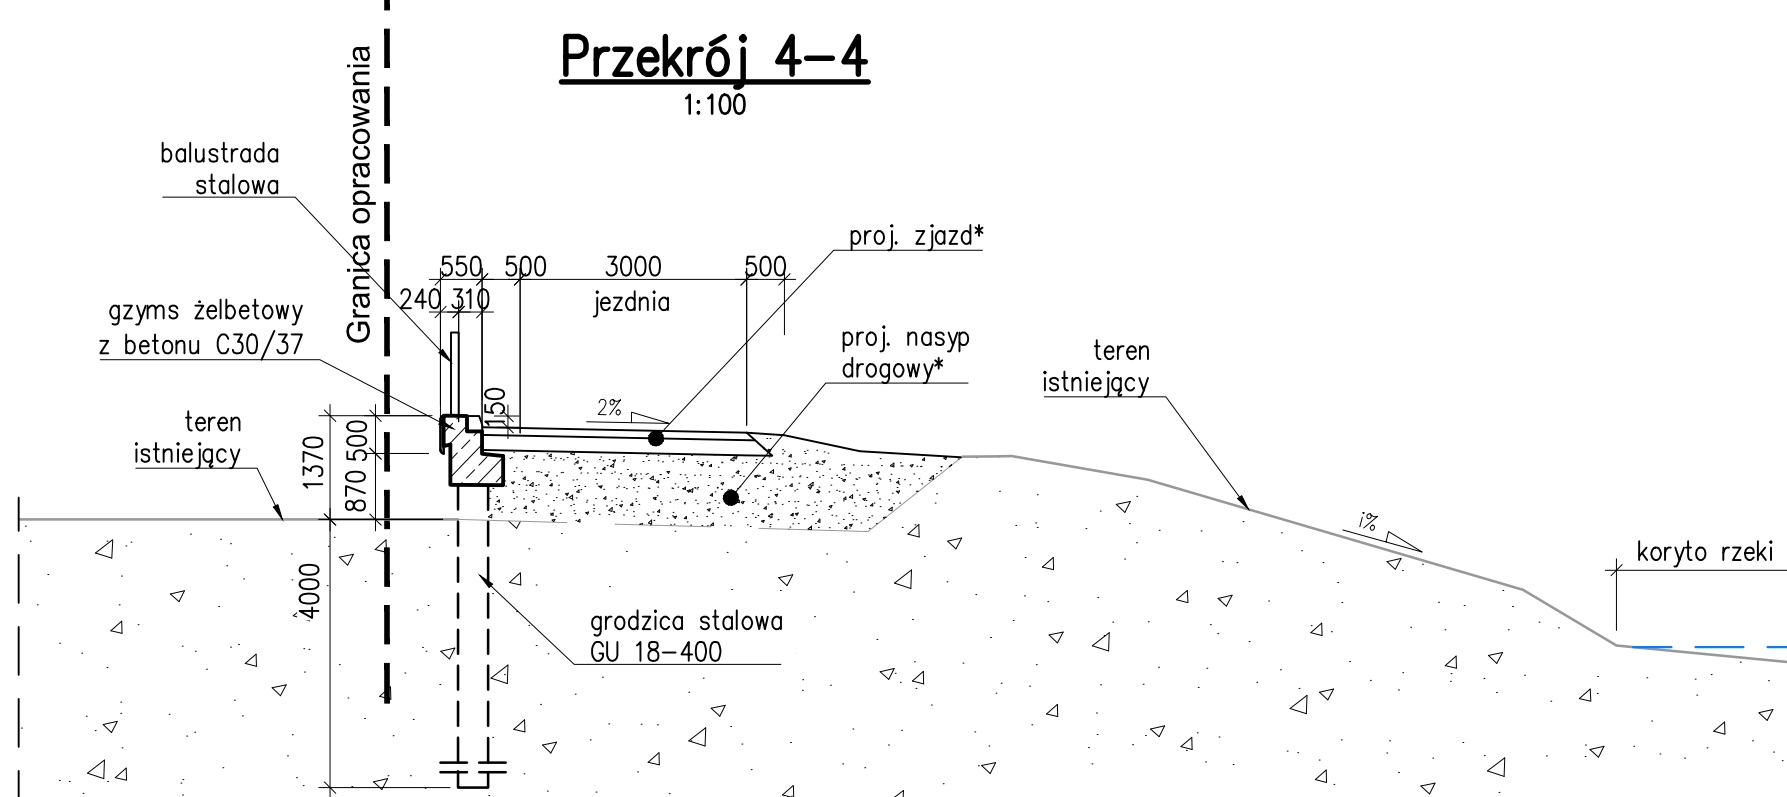 Przekrój 4-4
1:100
Granica opracowania
balustrada
stalowa
proj. zjazd*
550 500 3000 500
240 310 jezdnia
gzyms żelbetowy
z betonu C30/37
proj. nasyp
drogowy*
teren
istniejący
150
2%
teren
istniejący
1370
500
870
i%
koryto rzeki
4000
grodzica stalowa
GU 18-400